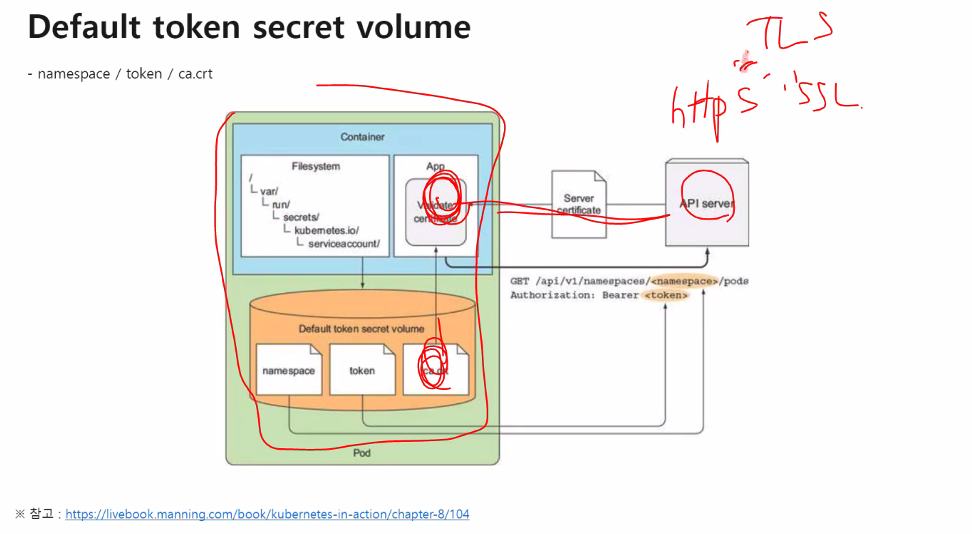 Default token secret volume
- namespace / token / ca.crt
TLS
https SSL
Container
Filesystem
/
var/
run/
secrets/
kubernetes.io/
serviceaccount/
App
Validate
certificate
Server
certificate
API server
GET /api/v1/namespaces/<namespace>/pods
Authorization: Bearer <token>
Default token secret volume
namespace
token
ca.crt
Pod
※ 참고 : https://livebook.manning.com/book/kubernetes-in-action/chapter-8/104